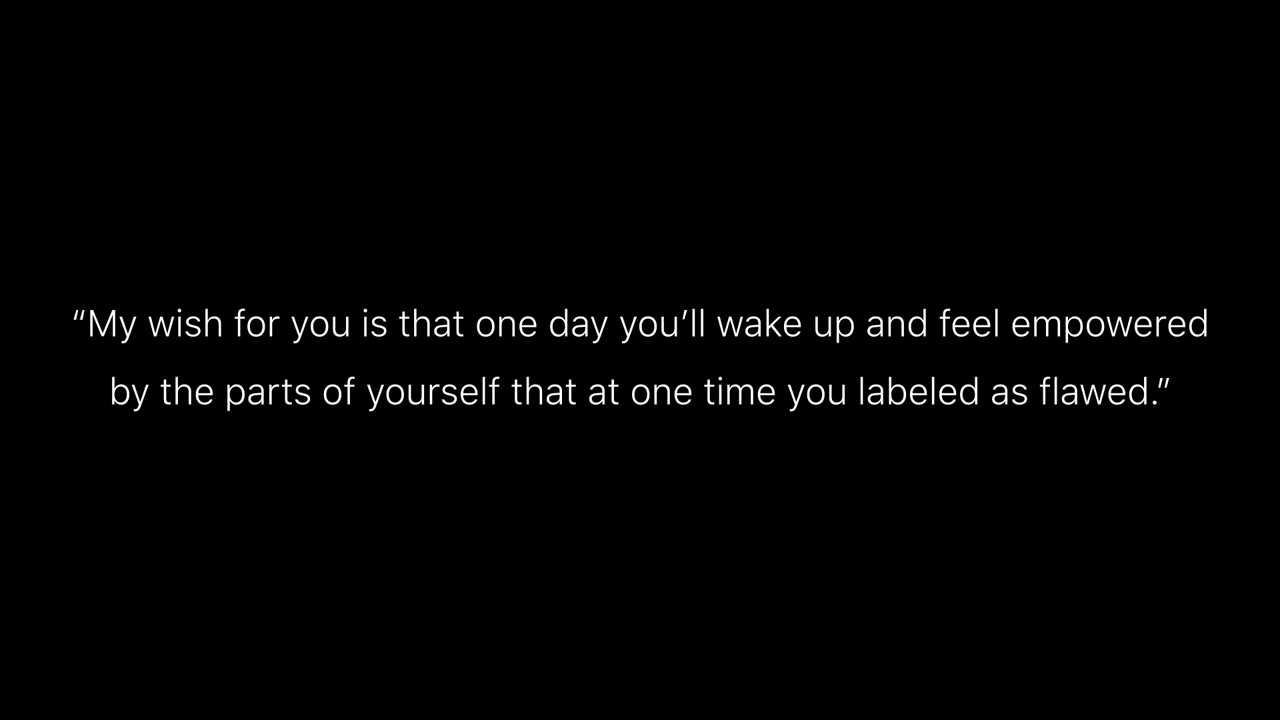 “My wish for you is that one day you’ll wake up and feel empowered
by the parts of yourself that at one time you labeled as flawed.”